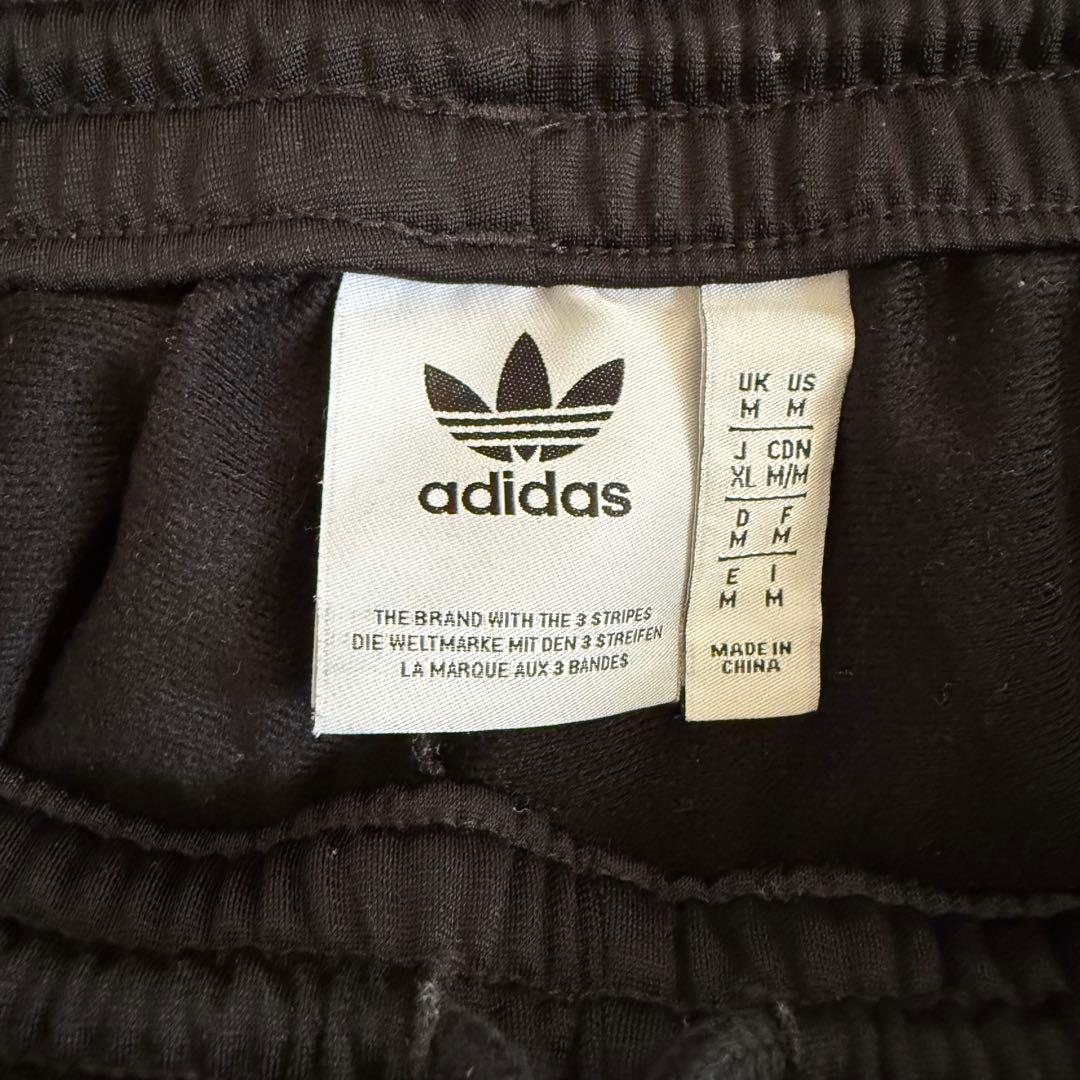 adidas
THE BRAND WITH THE 3 STRIPES
DIE WELTMARKE MIT DEN 3 STREIFEN
LA MARQUE AUX 3 BANDES
UK US
M M
J CDN
XL M/M
D F
M M
E I
M M
MADE IN
CHINA